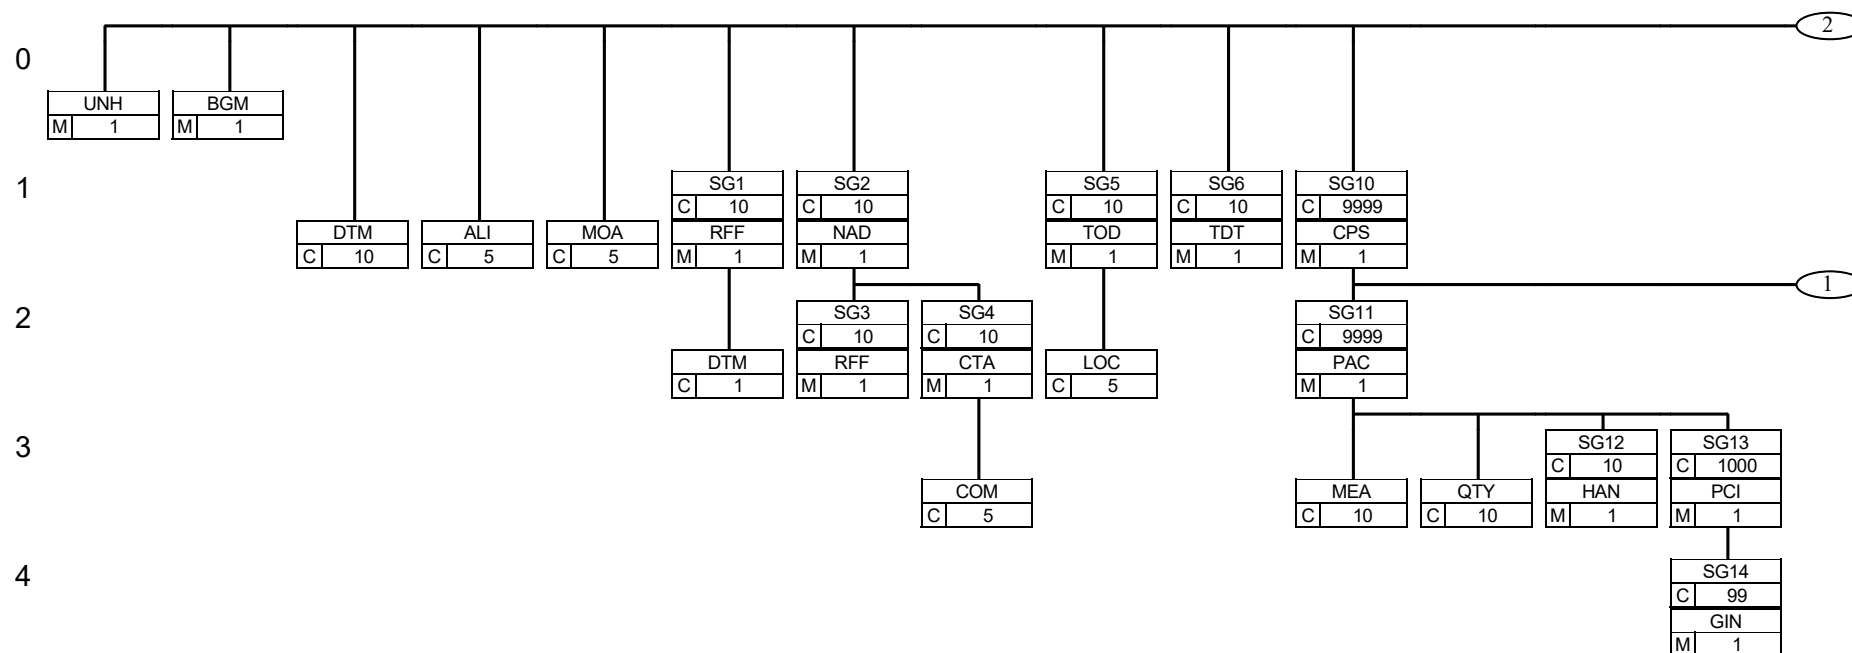 2
0
UNH BGM
M 1 M 1
1
SG1 SG2 SG5 SG6 SG10
C 10 C 10 C 10 C 10 C 9999
DTM ALI MOA RFF NAD TOD TDT CPS
C 10 C 5 C 5 M 1 M 1 M 1 M 1 M 1
1
2
SG3 SG4 SG11
C 10 C 10 C 9999
DTM RFF CTA LOC PAC
C 1 M 1 M 1 C 5 M 1
3
SG12 SG13
C 10 C 1000
COM MEA QTY HAN PCI
C 5 C 10 C 10 M 1 M 1
4
SG14
C 99
GIN
M 1